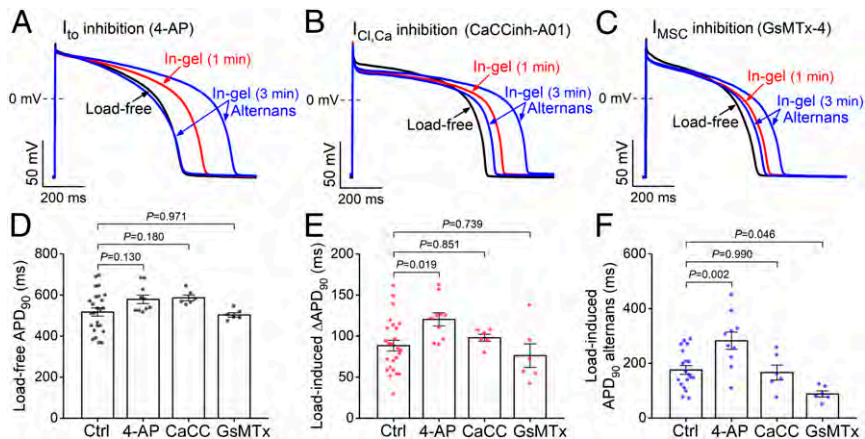 A
I_to inhibition (4-AP)
In-gel (1 min)
0 mV
Load-free
In-gel (3 min)
Alternans
50 mV
200 ms
B
I_Cl,Ca inhibition (CaCCinh-A01)
In-gel (1 min)
0 mV
Load-free
In-gel (3 min)
Alternans
50 mV
200 ms
C
I_MSC inhibition (GsMTx-4)
In-gel (1 min)
0 mV
Load-free
In-gel (3 min)
Alternans
50 mV
200 ms
D
Load-free APD90 (ms)
800
600
400
200
0
P=0.971
P=0.180
P=0.130
Ctrl 4-AP CaCC GsMTx
E
Load-induced ΔAPD90 (ms)
200
150
100
50
0
P=0.739
P=0.851
P=0.019
Ctrl 4-AP CaCC GsMTx
F
Load-induced
APD90 alternans (ms)
600
400
200
0
P=0.046
P=0.990
P=0.002
Ctrl 4-AP CaCC GsMTx